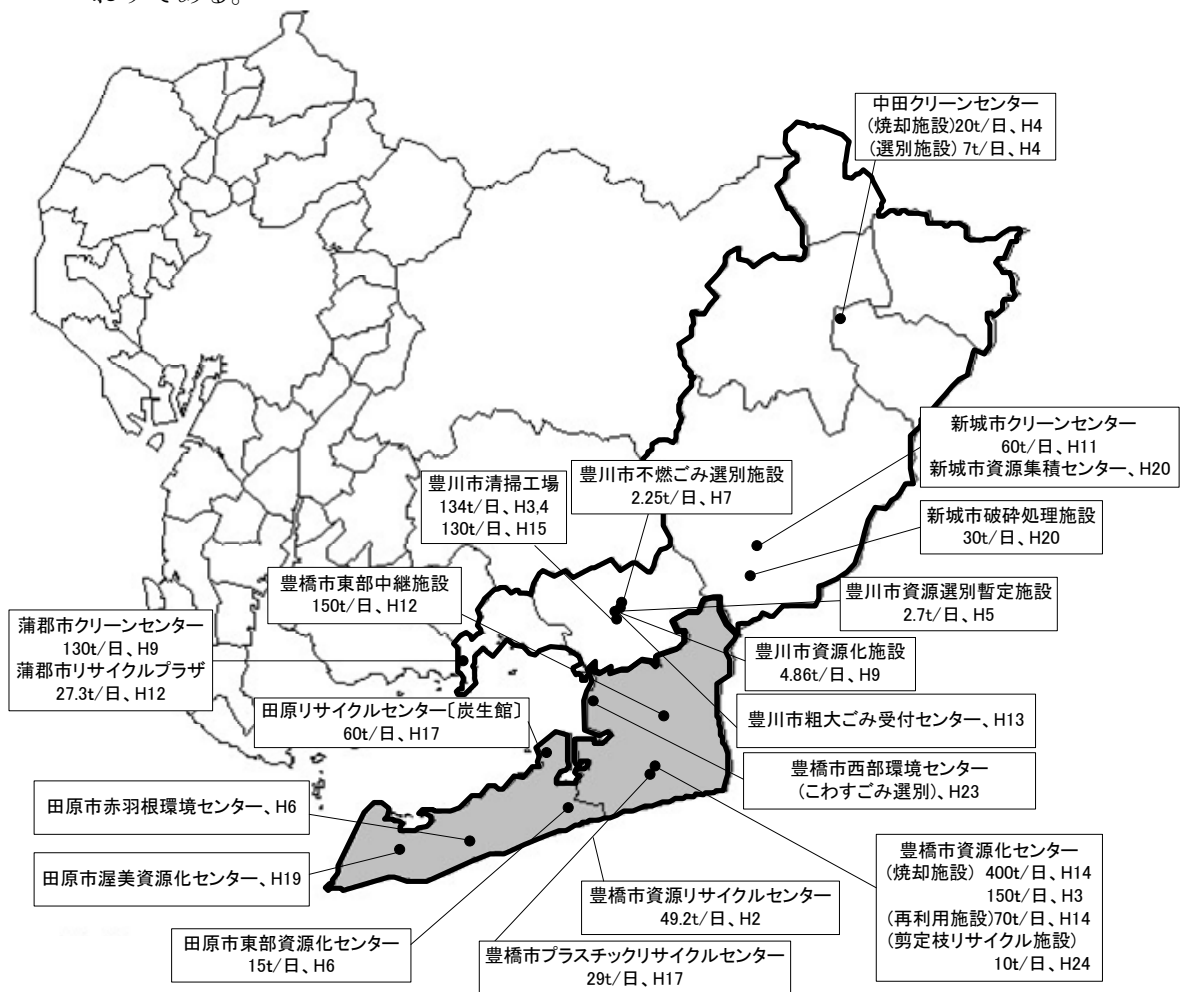 中田クリーンセンター
(焼却施設)20t/日、H4
(選別施設) 7t/日、H4
新城市クリーンセンター
60t/日、H11
新城市資源集積センター、H20
豊川市不燃ごみ選別施設
2.25t/日、H7
豊川市清掃工場
134t/日、H3,4
130t/日、H15
新城市破砕処理施設
30t/日、H20
豊橋市東部中継施設
150t/日、H12
豊川市資源選別暫定施設
2.7t/日、H5
蒲郡市クリーンセンター
130t/日、H9
蒲郡市リサイクルプラザ
27.3t/日、H12
豊川市資源化施設
4.86t/日、H9
田原リサイクルセンター〔炭生館〕
60t/日、H17
豊川市粗大ごみ受付センター、H13
豊橋市西部環境センター
(こわすごみ選別)、H23
田原市赤羽根環境センター、H6
豊橋市資源化センター
(焼却施設) 400t/日、H14
150t/日、H3
(再利用施設)70t/日、H14
(剪定枝リサイクル施設)
10t/日、H24
田原市渥美資源化センター、H19
豊橋市資源リサイクルセンター
49.2t/日、H2
田原市東部資源化センター
15t/日、H6
豊橋市プラスチックリサイクルセンター
29t/日、H17